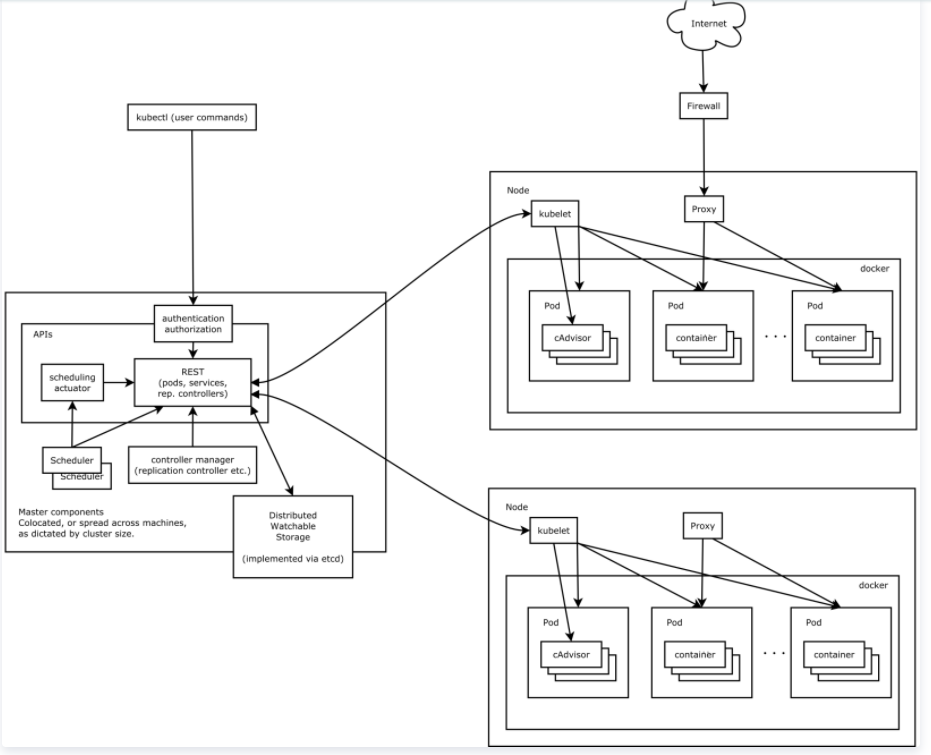 Internet
Firewall
kubectl (user commands)
Node
kubelet
Proxy
docker
Pod
cAdvisor
Pod
container
. . .
Pod
container
authentication
authorization
APIs
REST
(pods, services,
rep. controllers)
scheduling
actuator
Scheduler
Scheduler
controller manager
(replication controller etc.)
Master components
Colocated, or spread across machines,
as dictated by cluster size.
Distributed
Watchable
Storage
(implemented via etcd)
Node
kubelet
Proxy
docker
Pod
cAdvisor
Pod
container
. . .
Pod
container